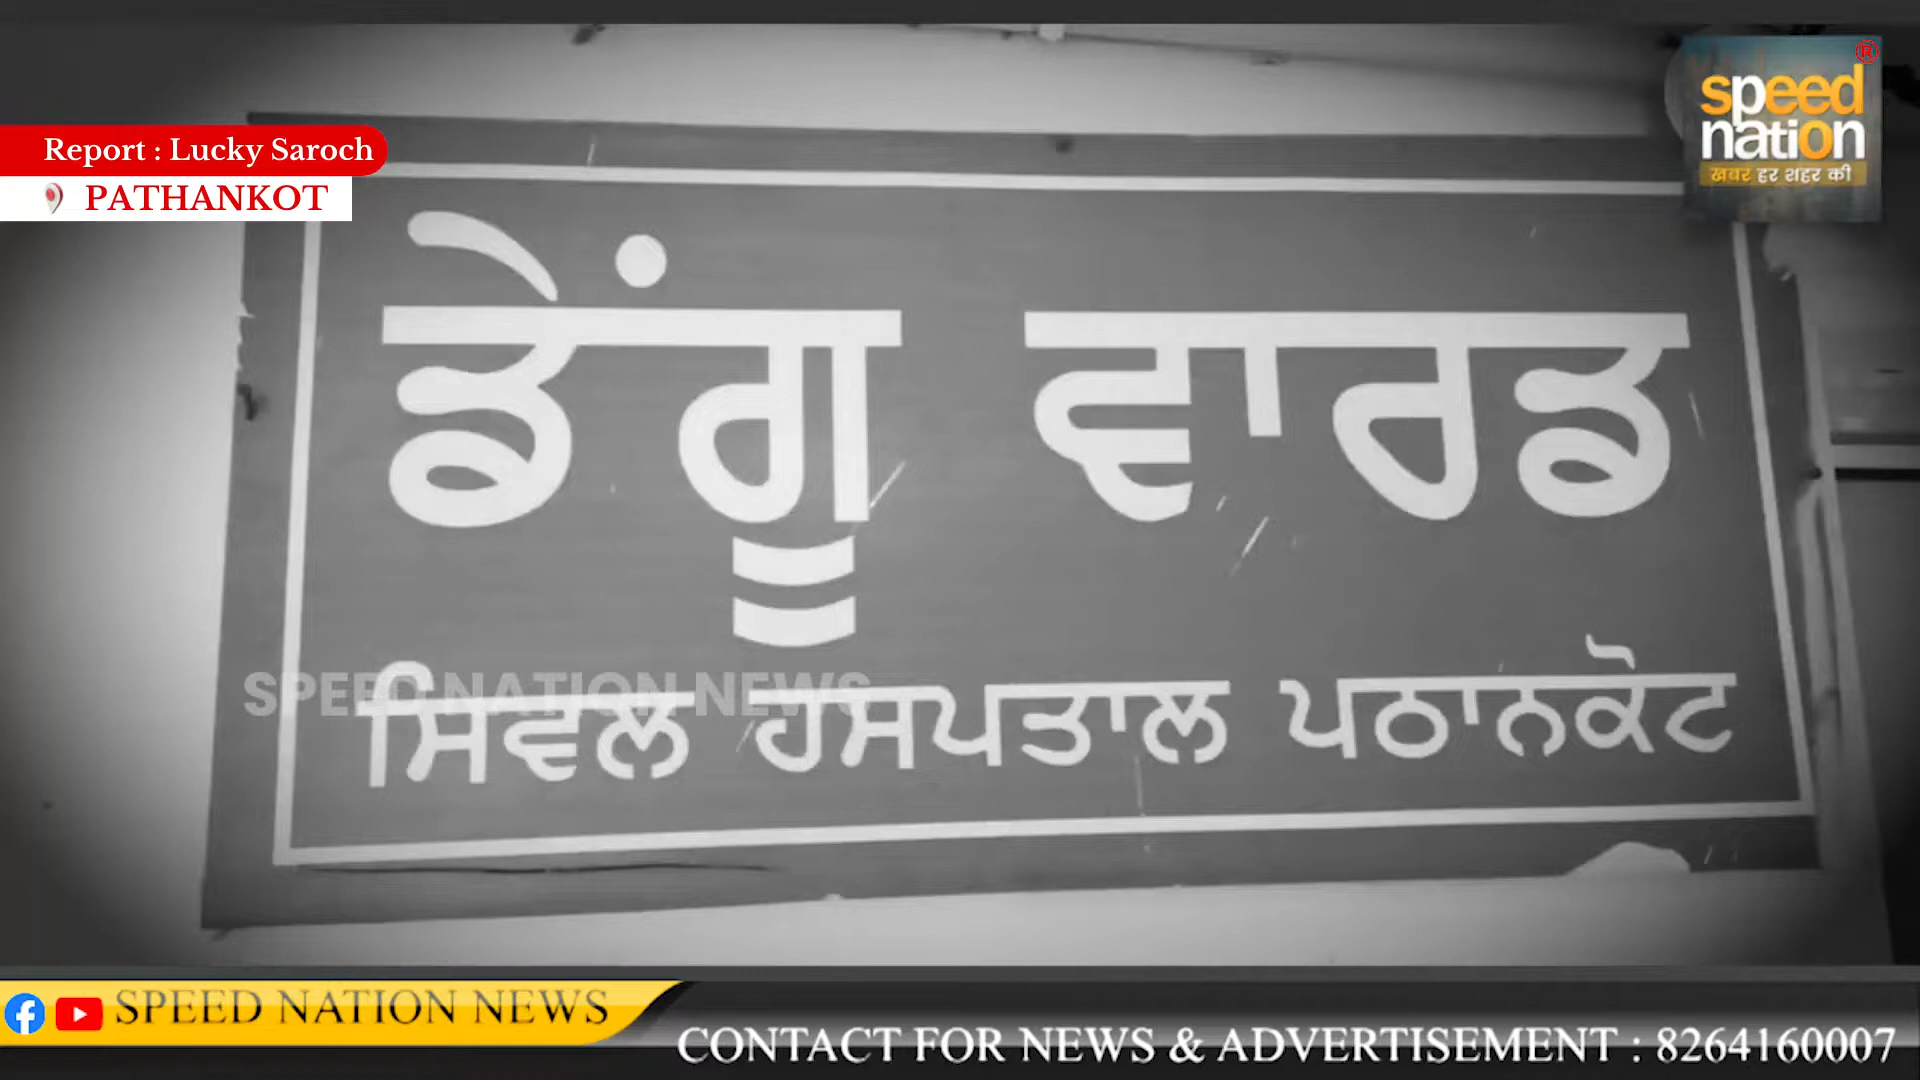 speed
nation
®
खबर हर शहर की
Report : Lucky Saroch
PATHANKOT
ਡੇਂਗੂ ਵਾਰਡ
ਸਿਵਲ ਹਸਪਤਾਲ ਪਠਾਨਕੋਟ
SPEED NATION NEWS
SPEED NATION NEWS
CONTACT FOR NEWS & ADVERTISEMENT : 8264160007